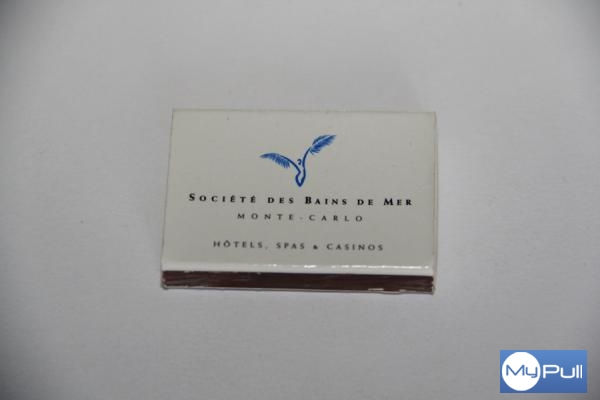 SOCIÉTÉ DES BAINS DE MER
MONTE-CARLO
HÔTELS, SPAS & CASINOS
MyPull